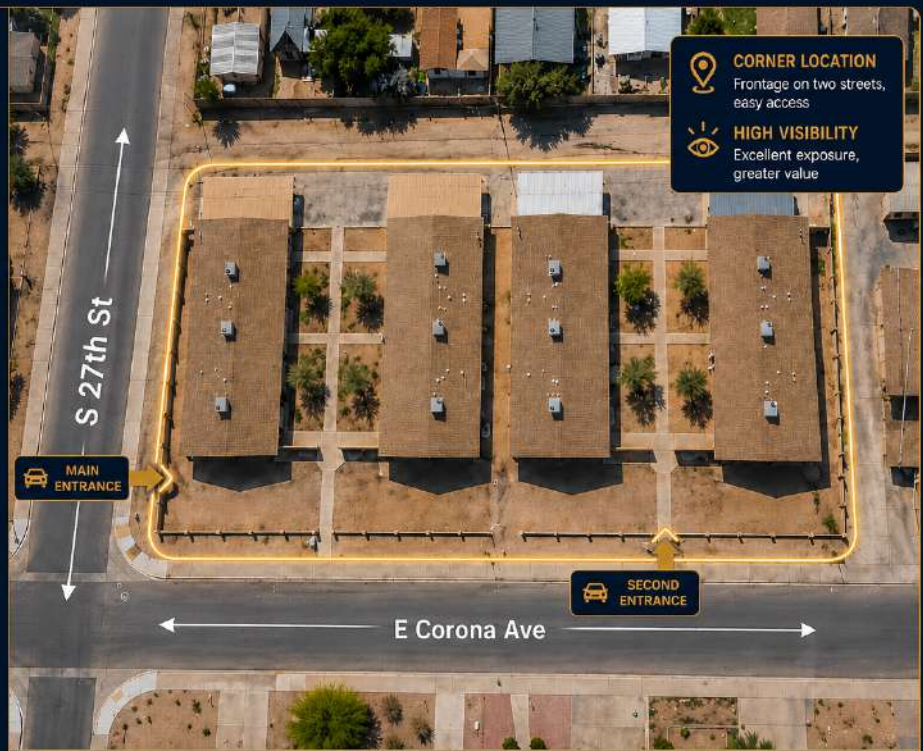 CORNER LOCATION
Frontage on two streets,
easy access
HIGH VISIBILITY
Excellent exposure,
greater value
S 27th St
MAIN
ENTRANCE
SECOND
ENTRANCE
E Corona Ave